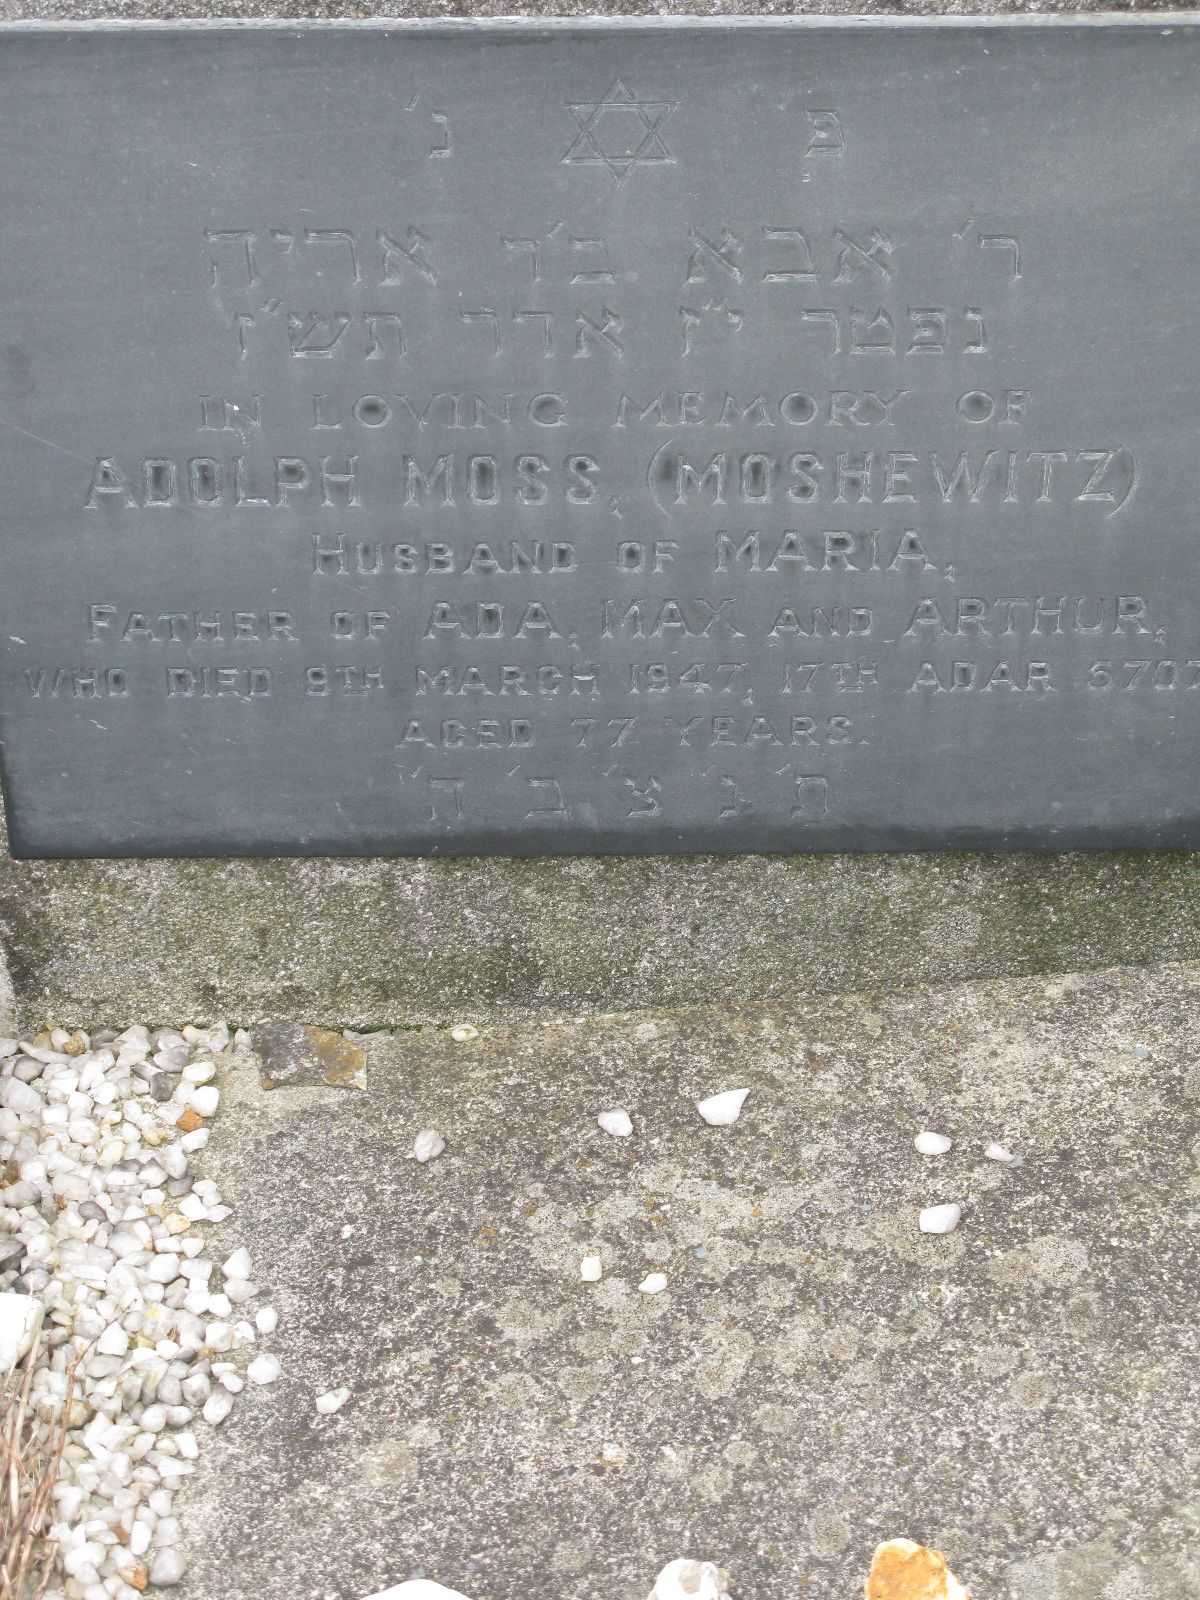 פ' נ'
ר' אבא ב'ר אריה
נפטר י"ז אדר תש"ז
IN LOVING MEMORY OF
ADOLPH MOSS, (MOSHEWITZ)
HUSBAND OF MARIA,
FATHER OF ADA, MAX AND ARTHUR,
WHO DIED 9TH MARCH 1947, 17TH ADAR 5707
AGED 77 YEARS.
ת' נ' צ' ב' ה"